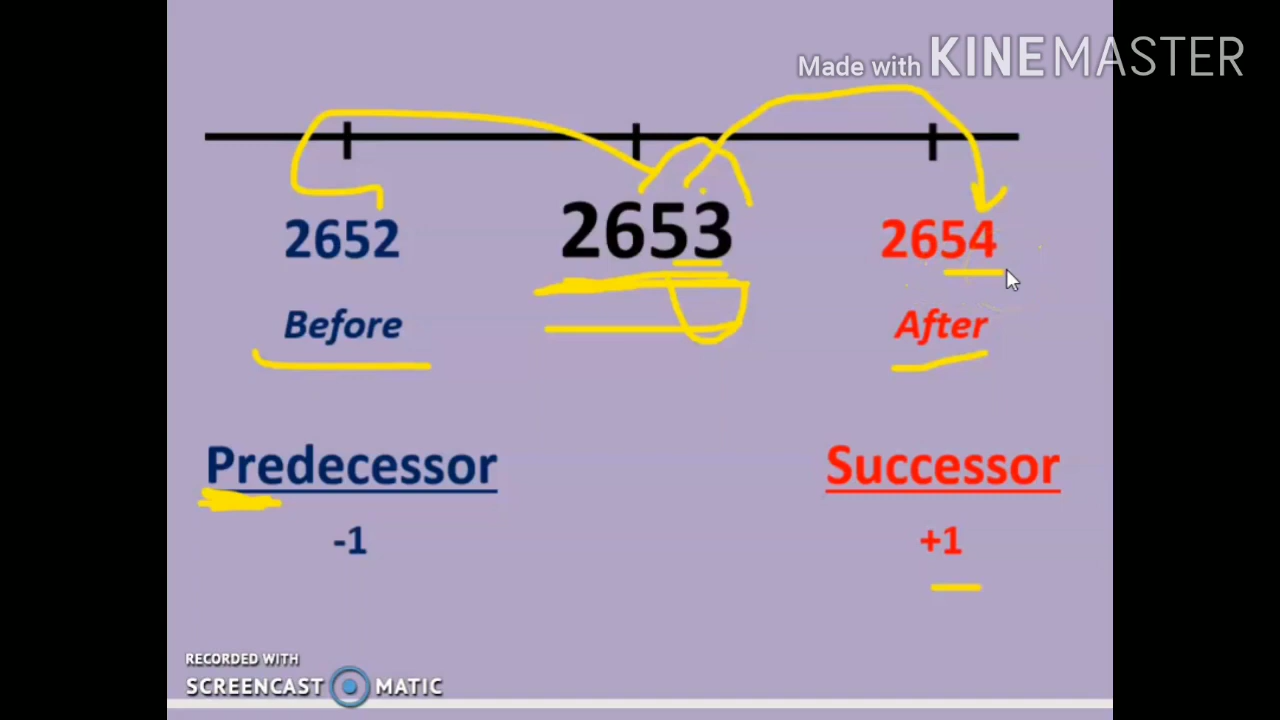 Made with KINEMASTER
2652 2653 2654
Before After
Predecessor Successor
-1 +1
RECORDED WITH
SCREENCAST MATIC